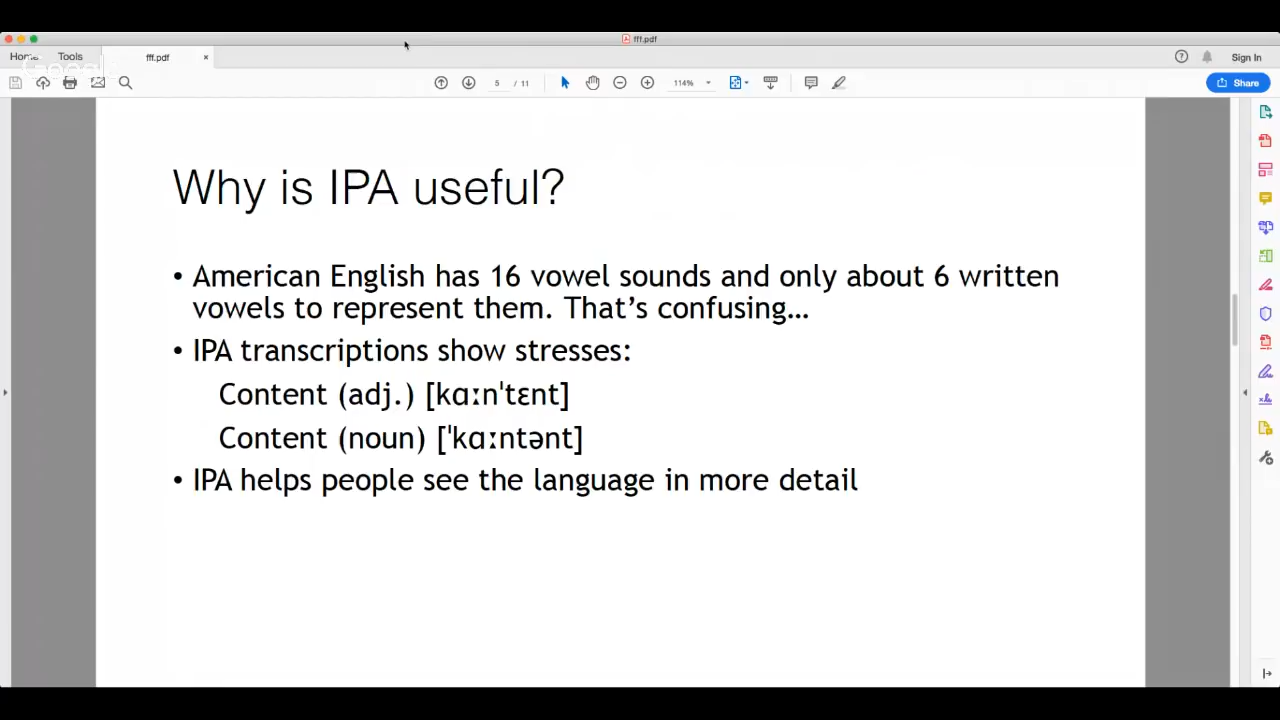 fff.pdf
Home Tools fff.pdf × Sign In
5 / 11 114% Share
Why is IPA useful?
• American English has 16 vowel sounds and only about 6 written
vowels to represent them. That’s confusing…
• IPA transcriptions show stresses:
Content (adj.) [kɑːnˈtɛnt]
Content (noun) [ˈkɑːntənt]
• IPA helps people see the language in more detail